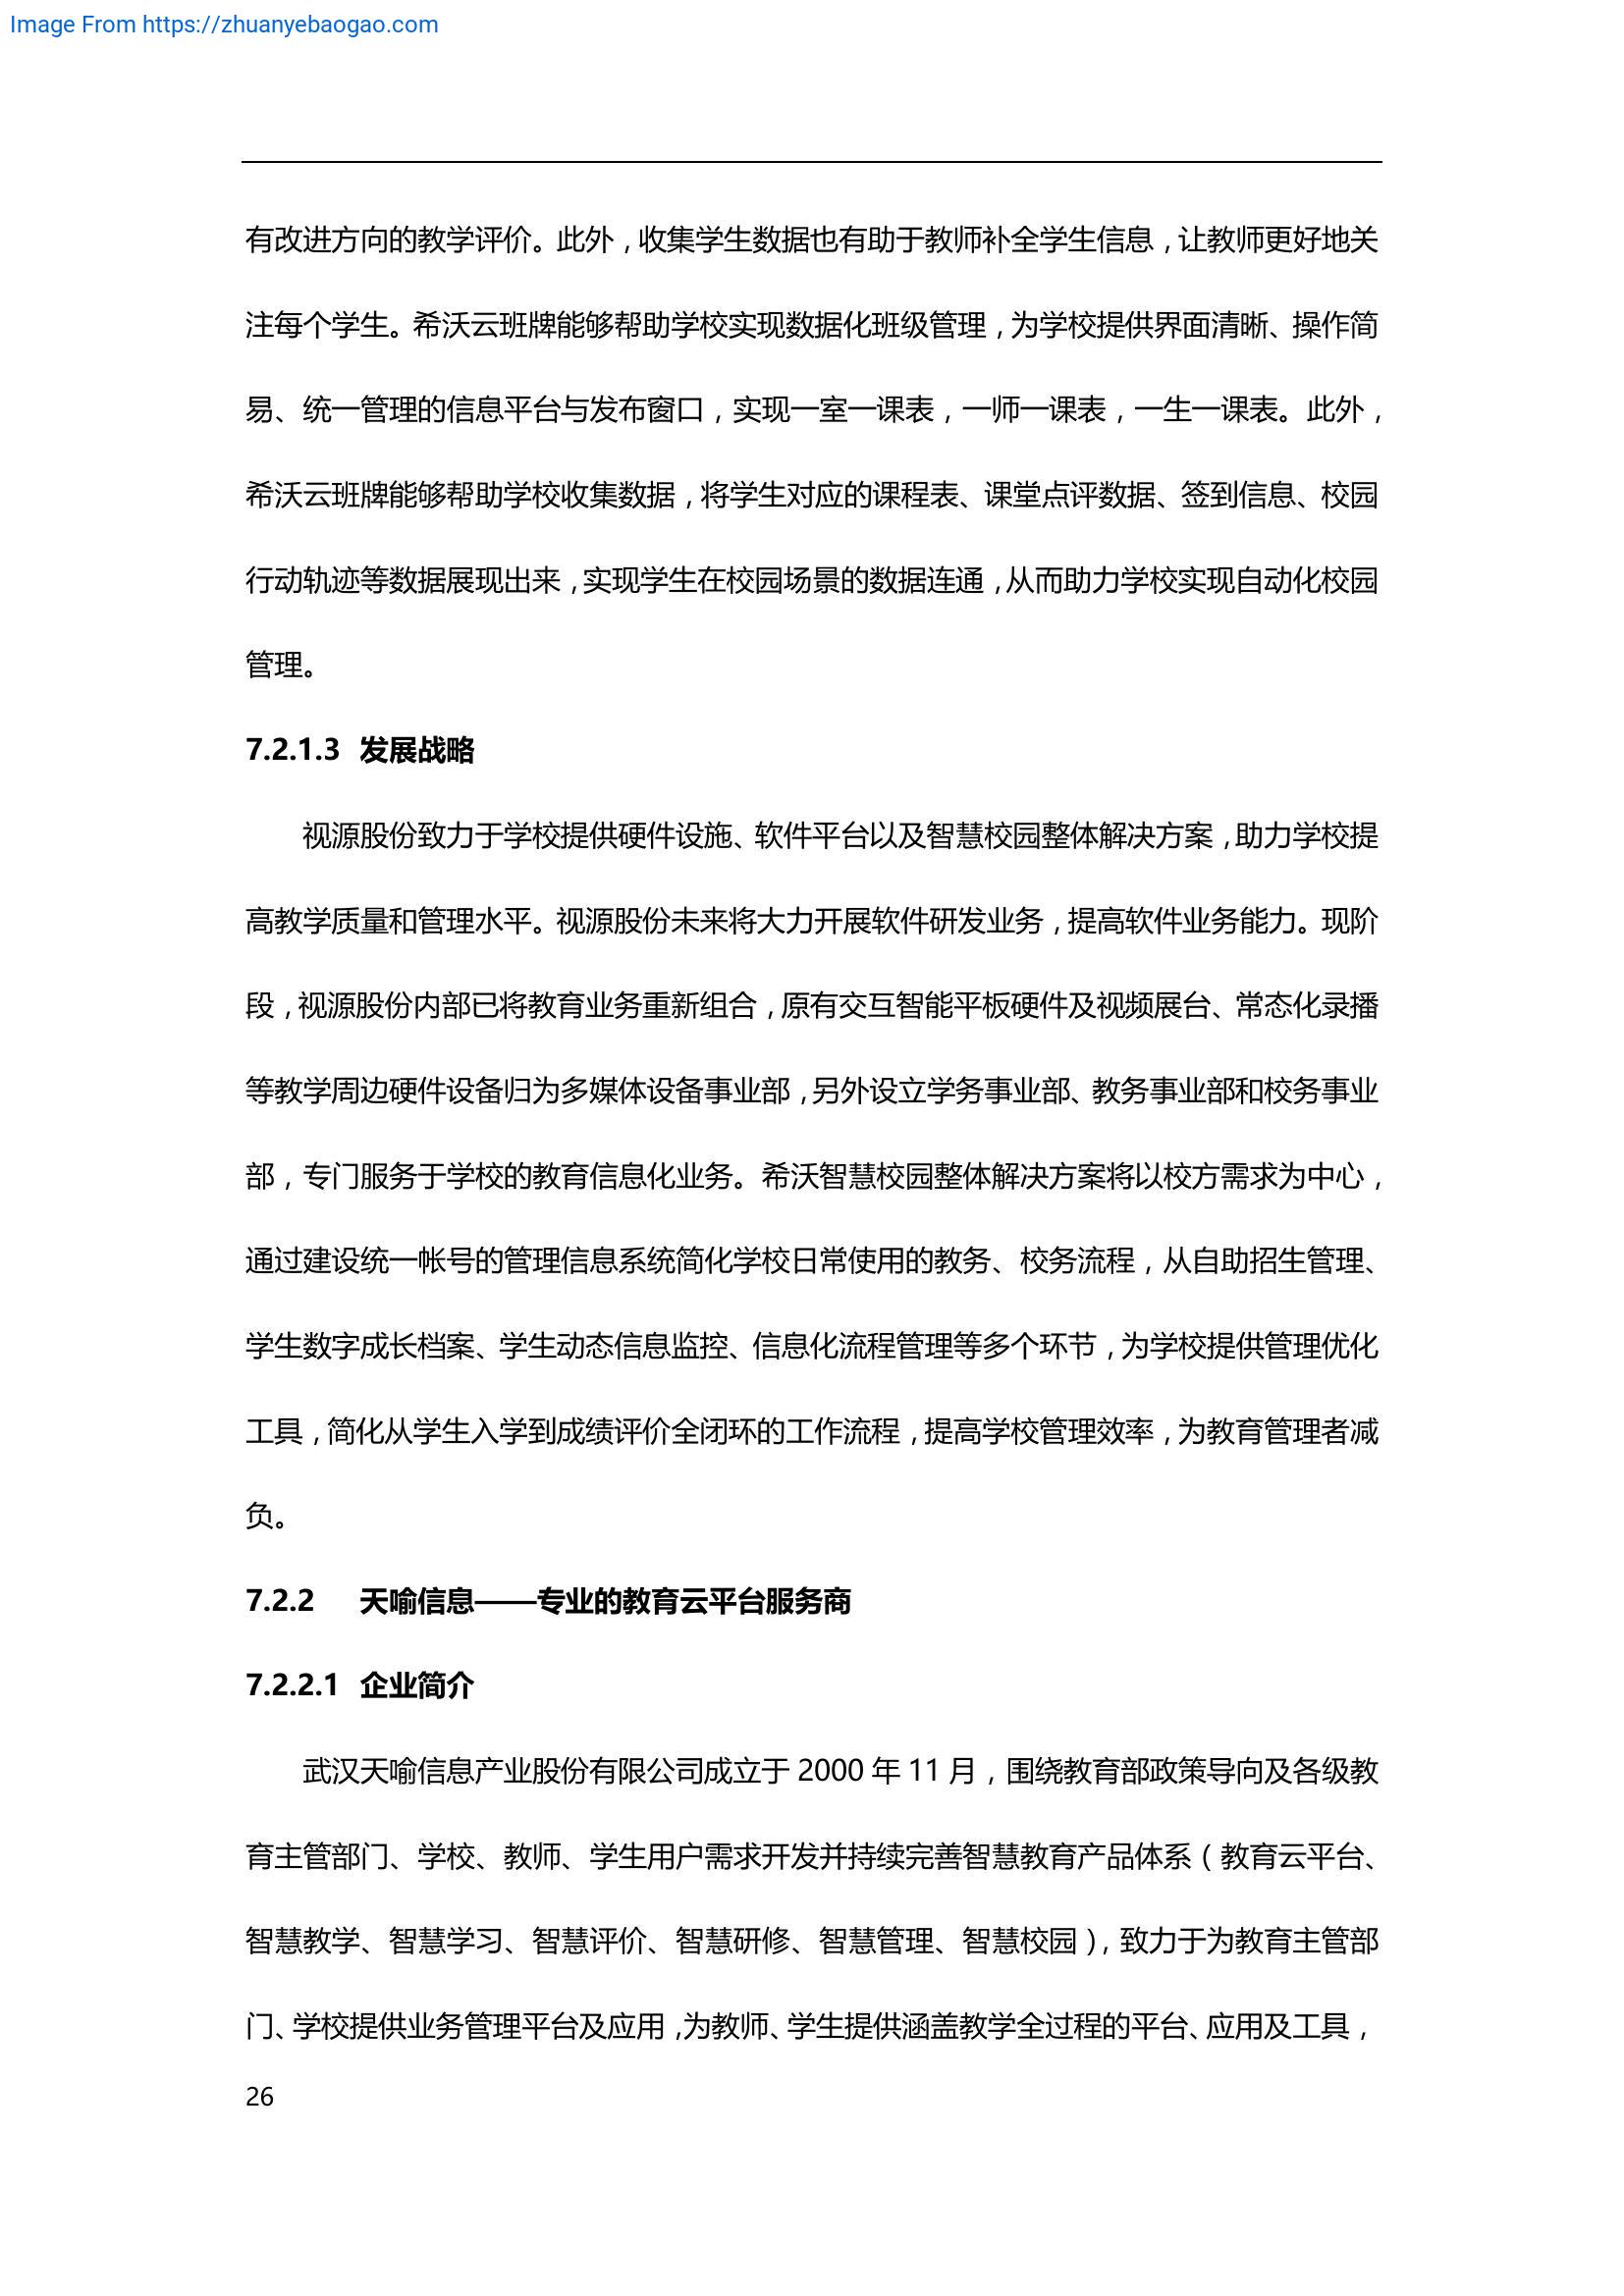 Image From https://zhuanyebaogao.com
有改进方向的教学评价。此外，收集学生数据也有助于教师补全学生信息，让教师更好地关
注每个学生。希沃云班牌能够帮助学校实现数据化班级管理，为学校提供界面清晰、操作简
易、统一管理的信息平台与发布窗口，实现一室一课表，一师一课表，一生一课表。此外，
希沃云班牌能够帮助学校收集数据，将学生对应的课程表、课堂点评数据、签到信息、校园
行动轨迹等数据展现出来，实现学生在校园场景的数据连通，从而助力学校实现自动化校园
管理。
7.2.1.3 发展战略
视源股份致力于学校提供硬件设施、软件平台以及智慧校园整体解决方案，助力学校提
高教学质量和管理水平。视源股份未来将大力开展软件研发业务，提高软件业务能力。现阶
段，视源股份内部已将教育业务重新组合，原有交互智能平板硬件及视频展台、常态化录播
等教学周边硬件设备归为多媒体设备事业部，另外设立学务事业部、教务事业部和校务事业
部，专门服务于学校的教育信息化业务。希沃智慧校园整体解决方案将以校方需求为中心，
通过建设统一帐号的管理信息系统简化学校日常使用的教务、校务流程，从自助招生管理、
学生数字成长档案、学生动态信息监控、信息化流程管理等多个环节，为学校提供管理优化
工具，简化从学生入学到成绩评价全闭环的工作流程，提高学校管理效率，为教育管理者减
负。
7.2.2 天喻信息——专业的教育云平台服务商
7.2.2.1 企业简介
武汉天喻信息产业股份有限公司成立于 2000 年 11 月，围绕教育部政策导向及各级教
育主管部门、学校、教师、学生用户需求开发并持续完善智慧教育产品体系（教育云平台、
智慧教学、智慧学习、智慧评价、智慧研修、智慧管理、智慧校园），致力于为教育主管部
门、学校提供业务管理平台及应用，为教师、学生提供涵盖教学全过程的平台、应用及工具，
26